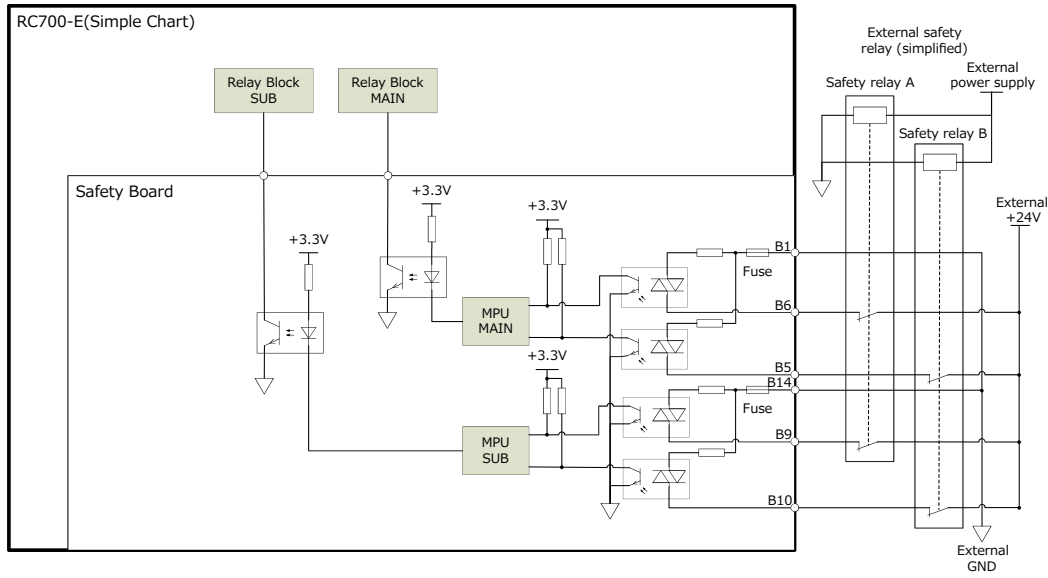 RC700-E(Simple Chart)
Relay Block
SUB
Relay Block
MAIN
Safety Board
+3.3V
+3.3V
+3.3V
+3.3V
MPU
MAIN
MPU
SUB
B1
Fuse
B6
B5
B14
Fuse
B9
B10
External safety
relay (simplified)
Safety relay A
External
power supply
Safety relay B
External
+24V
External
GND